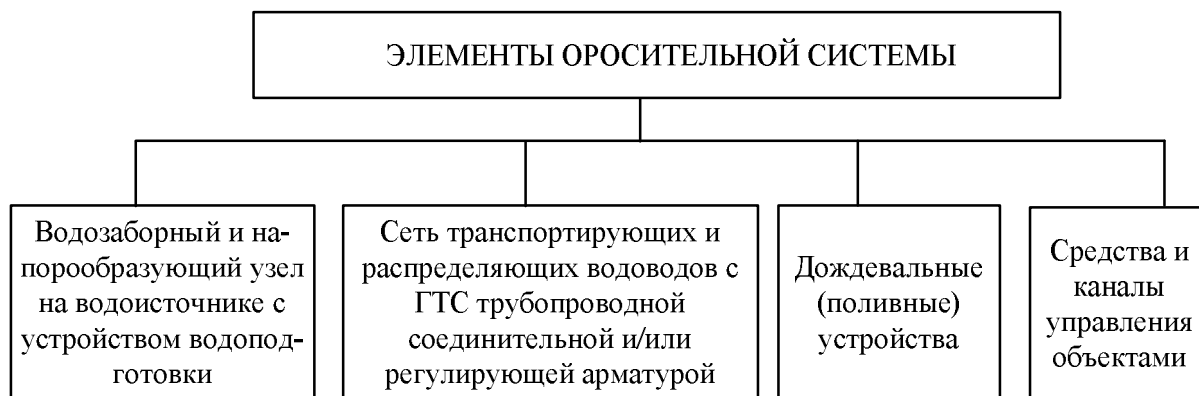 ЭЛЕМЕНТЫ ОРОСИТЕЛЬНОЙ СИСТЕМЫ
Водозаборный и на-
порообразующий узел
на водоисточнике с
устройством водопод-
готовки
Сеть транспортирующих и
распределяющих водоводов с
ГТС трубопроводной
соединительной и/или
регулирующей арматурой
Дождевальные
(поливные)
устройства
Средства и
каналы
управления
объектами